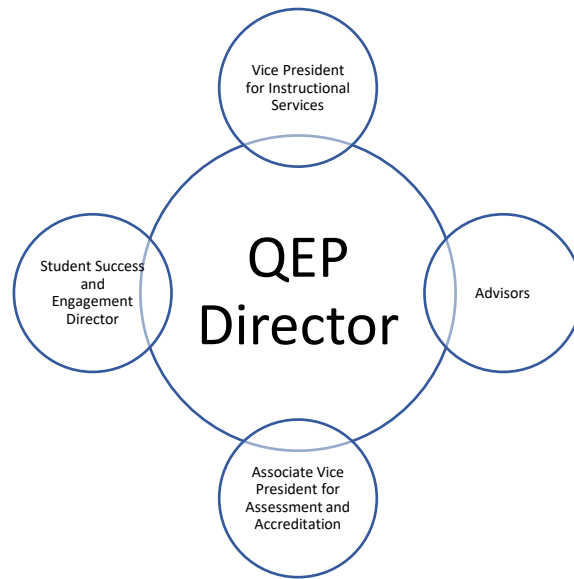 Vice President
for Instructional
Services
Student Success
and
Engagement
Director
QEP
Director
Advisors
Associate Vice
President for
Assessment and
Accreditation